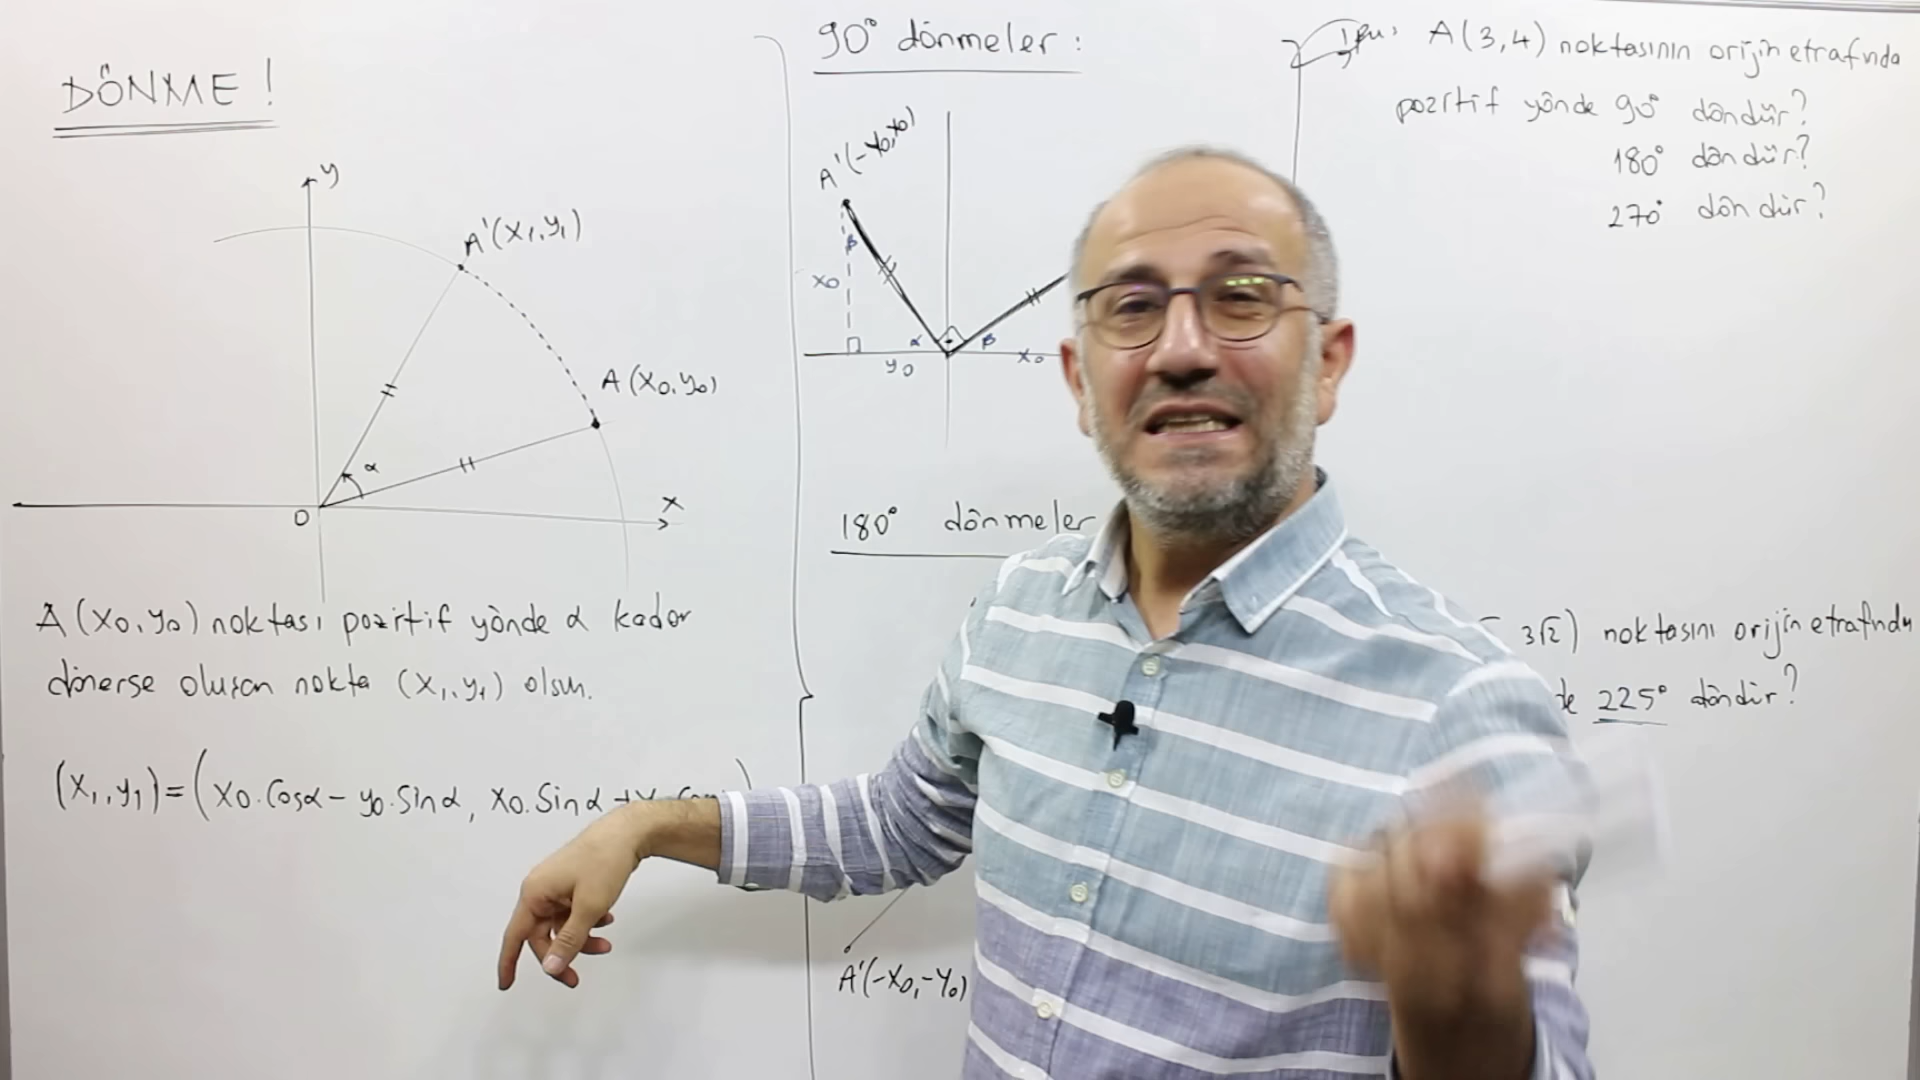 DÖNME !
y
A'(x₁,y₁)
A(x₀,y₀)
α
x
O
A(x₀,y₀) noktası pozitif yönde α kadar
dönerse oluşan nokta (x₁,y₁) olsun.
(x₁,y₁)=(x₀.Cosα - y₀.Sinα, x₀.Sinα +
90° dönmeler :
A'(-y₀,x₀)
β
x₀
α
β
y₀
x₀
180° dönmeler
A'(-x₀,-y₀)
A(3,4) noktasının orijin etrafında
pozitif yönde 90° döndür?
180° döndür?
270° döndür?
3√2) noktasını orijin etrafında
de 225° döndür?